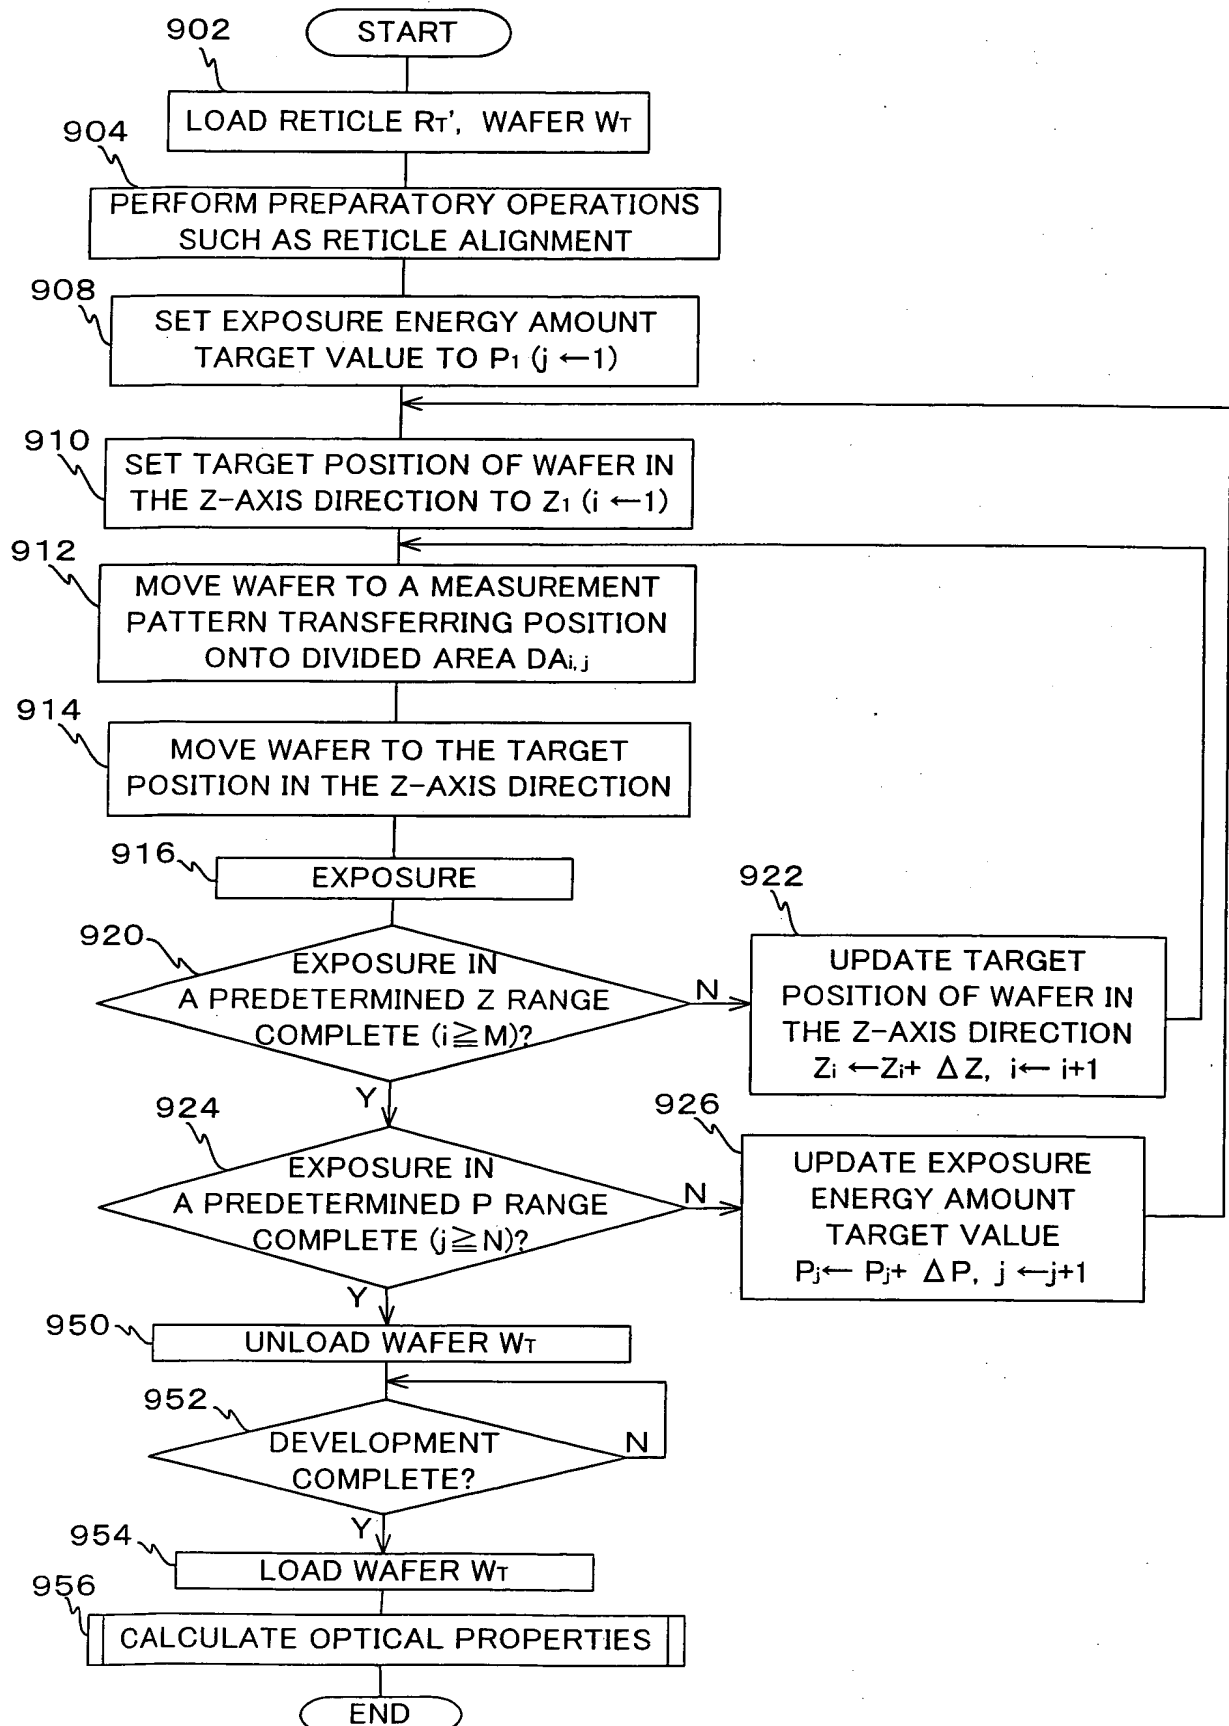 START
902
LOAD RETICLE RT', WAFER WT
904
PERFORM PREPARATORY OPERATIONS
SUCH AS RETICLE ALIGNMENT
908
SET EXPOSURE ENERGY AMOUNT
TARGET VALUE TO P1 (j ←1)
910
SET TARGET POSITION OF WAFER IN
THE Z-AXIS DIRECTION TO Z1 (i ←1)
912
MOVE WAFER TO A MEASUREMENT
PATTERN TRANSFERRING POSITION
ONTO DIVIDED AREA DAi, j
914
MOVE WAFER TO THE TARGET
POSITION IN THE Z-AXIS DIRECTION
916
EXPOSURE
920
EXPOSURE IN
A PREDETERMINED Z RANGE
COMPLETE (i≧M)?
N
Y
922
UPDATE TARGET
POSITION OF WAFER IN
THE Z-AXIS DIRECTION
Zi ←Zi+ ΔZ, i← i+1
924
EXPOSURE IN
A PREDETERMINED P RANGE
COMPLETE (j≧N)?
N
Y
926
UPDATE EXPOSURE
ENERGY AMOUNT
TARGET VALUE
Pj← Pj+ ΔP, j ←j+1
950
UNLOAD WAFER WT
952
DEVELOPMENT
COMPLETE?
N
Y
954
LOAD WAFER WT
956
CALCULATE OPTICAL PROPERTIES
END